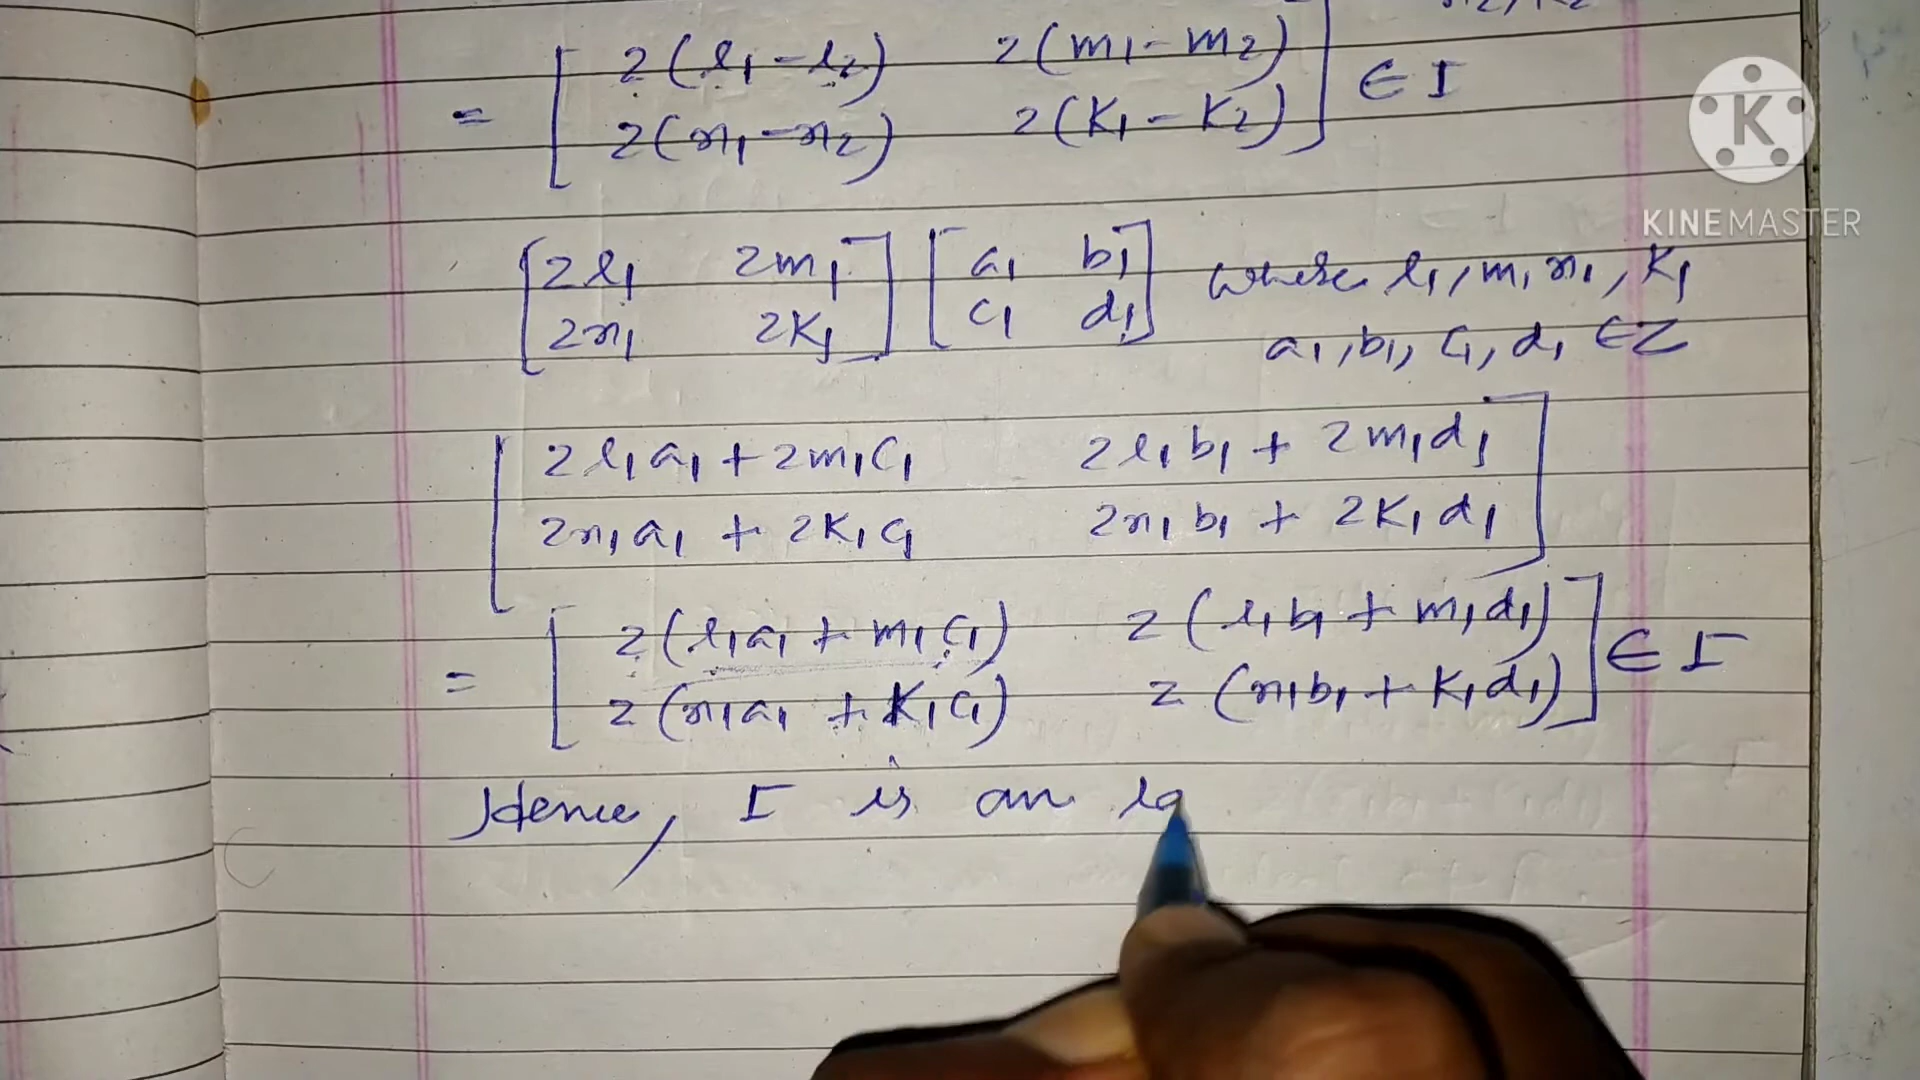 = [ 2(l1-l2) 2(m1-m2)
2(n1-n2) 2(K1-K2) ] ∈ I
K
KINEMASTER
[ 2l1 2m1
2n1 2K1 ] [ a1 b1
c1 d1 ] where l1, m1 n1, K1
a1, b1, c1, d1 ∈ Z
[ 2l1a1 + 2m1c1 2l1b1 + 2m1d1
2n1a1 + 2K1c1 2n1b1 + 2K1d1 ]
= [ 2(l1a1 + m1c1) 2(l1b1 + m1d1)
2(n1a1 + K1c1) 2(n1b1 + K1d1) ] ∈ I
Hence, I is an